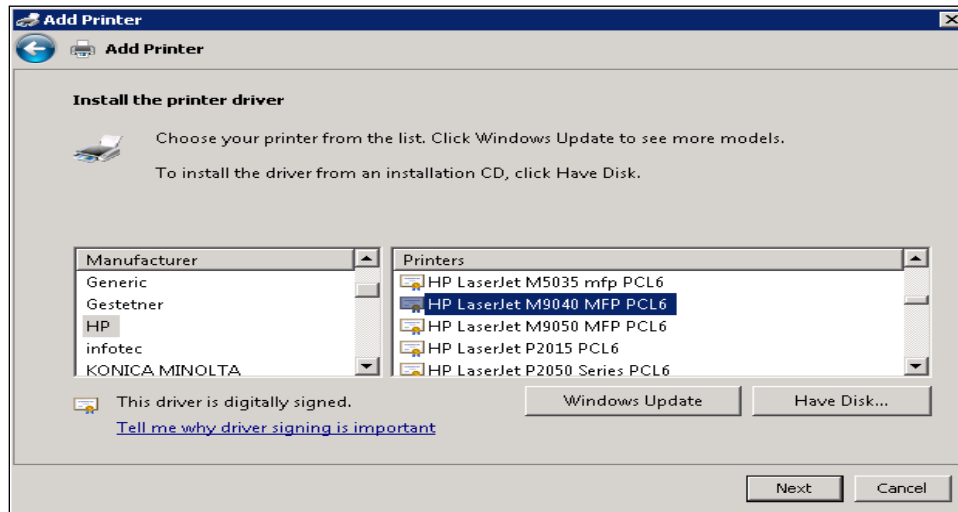 Add Printer
Add Printer
Install the printer driver
Choose your printer from the list. Click Windows Update to see more models.
To install the driver from an installation CD, click Have Disk.
Manufacturer
Generic
Gestetner
HP
infotec
KONICA MINOLTA
Printers
HP LaserJet M5035 mfp PCL6
HP LaserJet M9040 MFP PCL6
HP LaserJet M9050 MFP PCL6
HP LaserJet P2015 PCL6
HP LaserJet P2050 Series PCL6
This driver is digitally signed.
Tell me why driver signing is important
Windows Update
Have Disk...
Next
Cancel